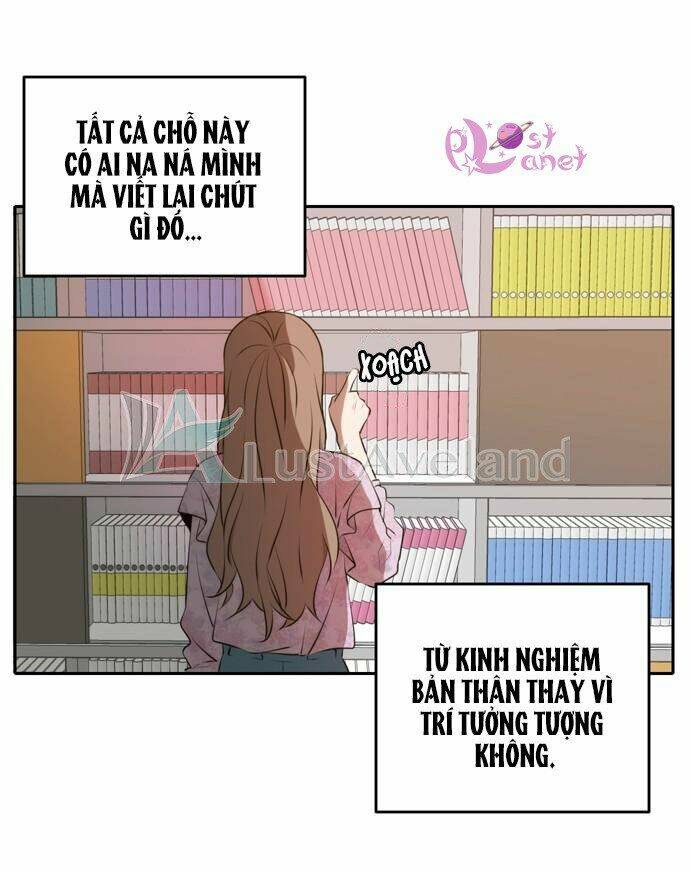 TẤT CẢ CHỖ NÀY
CÓ AI NA NÁ MÌNH
MÀ VIẾT LẠI CHÚT
GÌ ĐÓ...
Lost
Planet
XOẠCH
LustAveland
TỪ KINH NGHIỆM
BẢN THÂN THAY VÌ
TRÍ TƯỞNG TƯỢNG
KHÔNG.